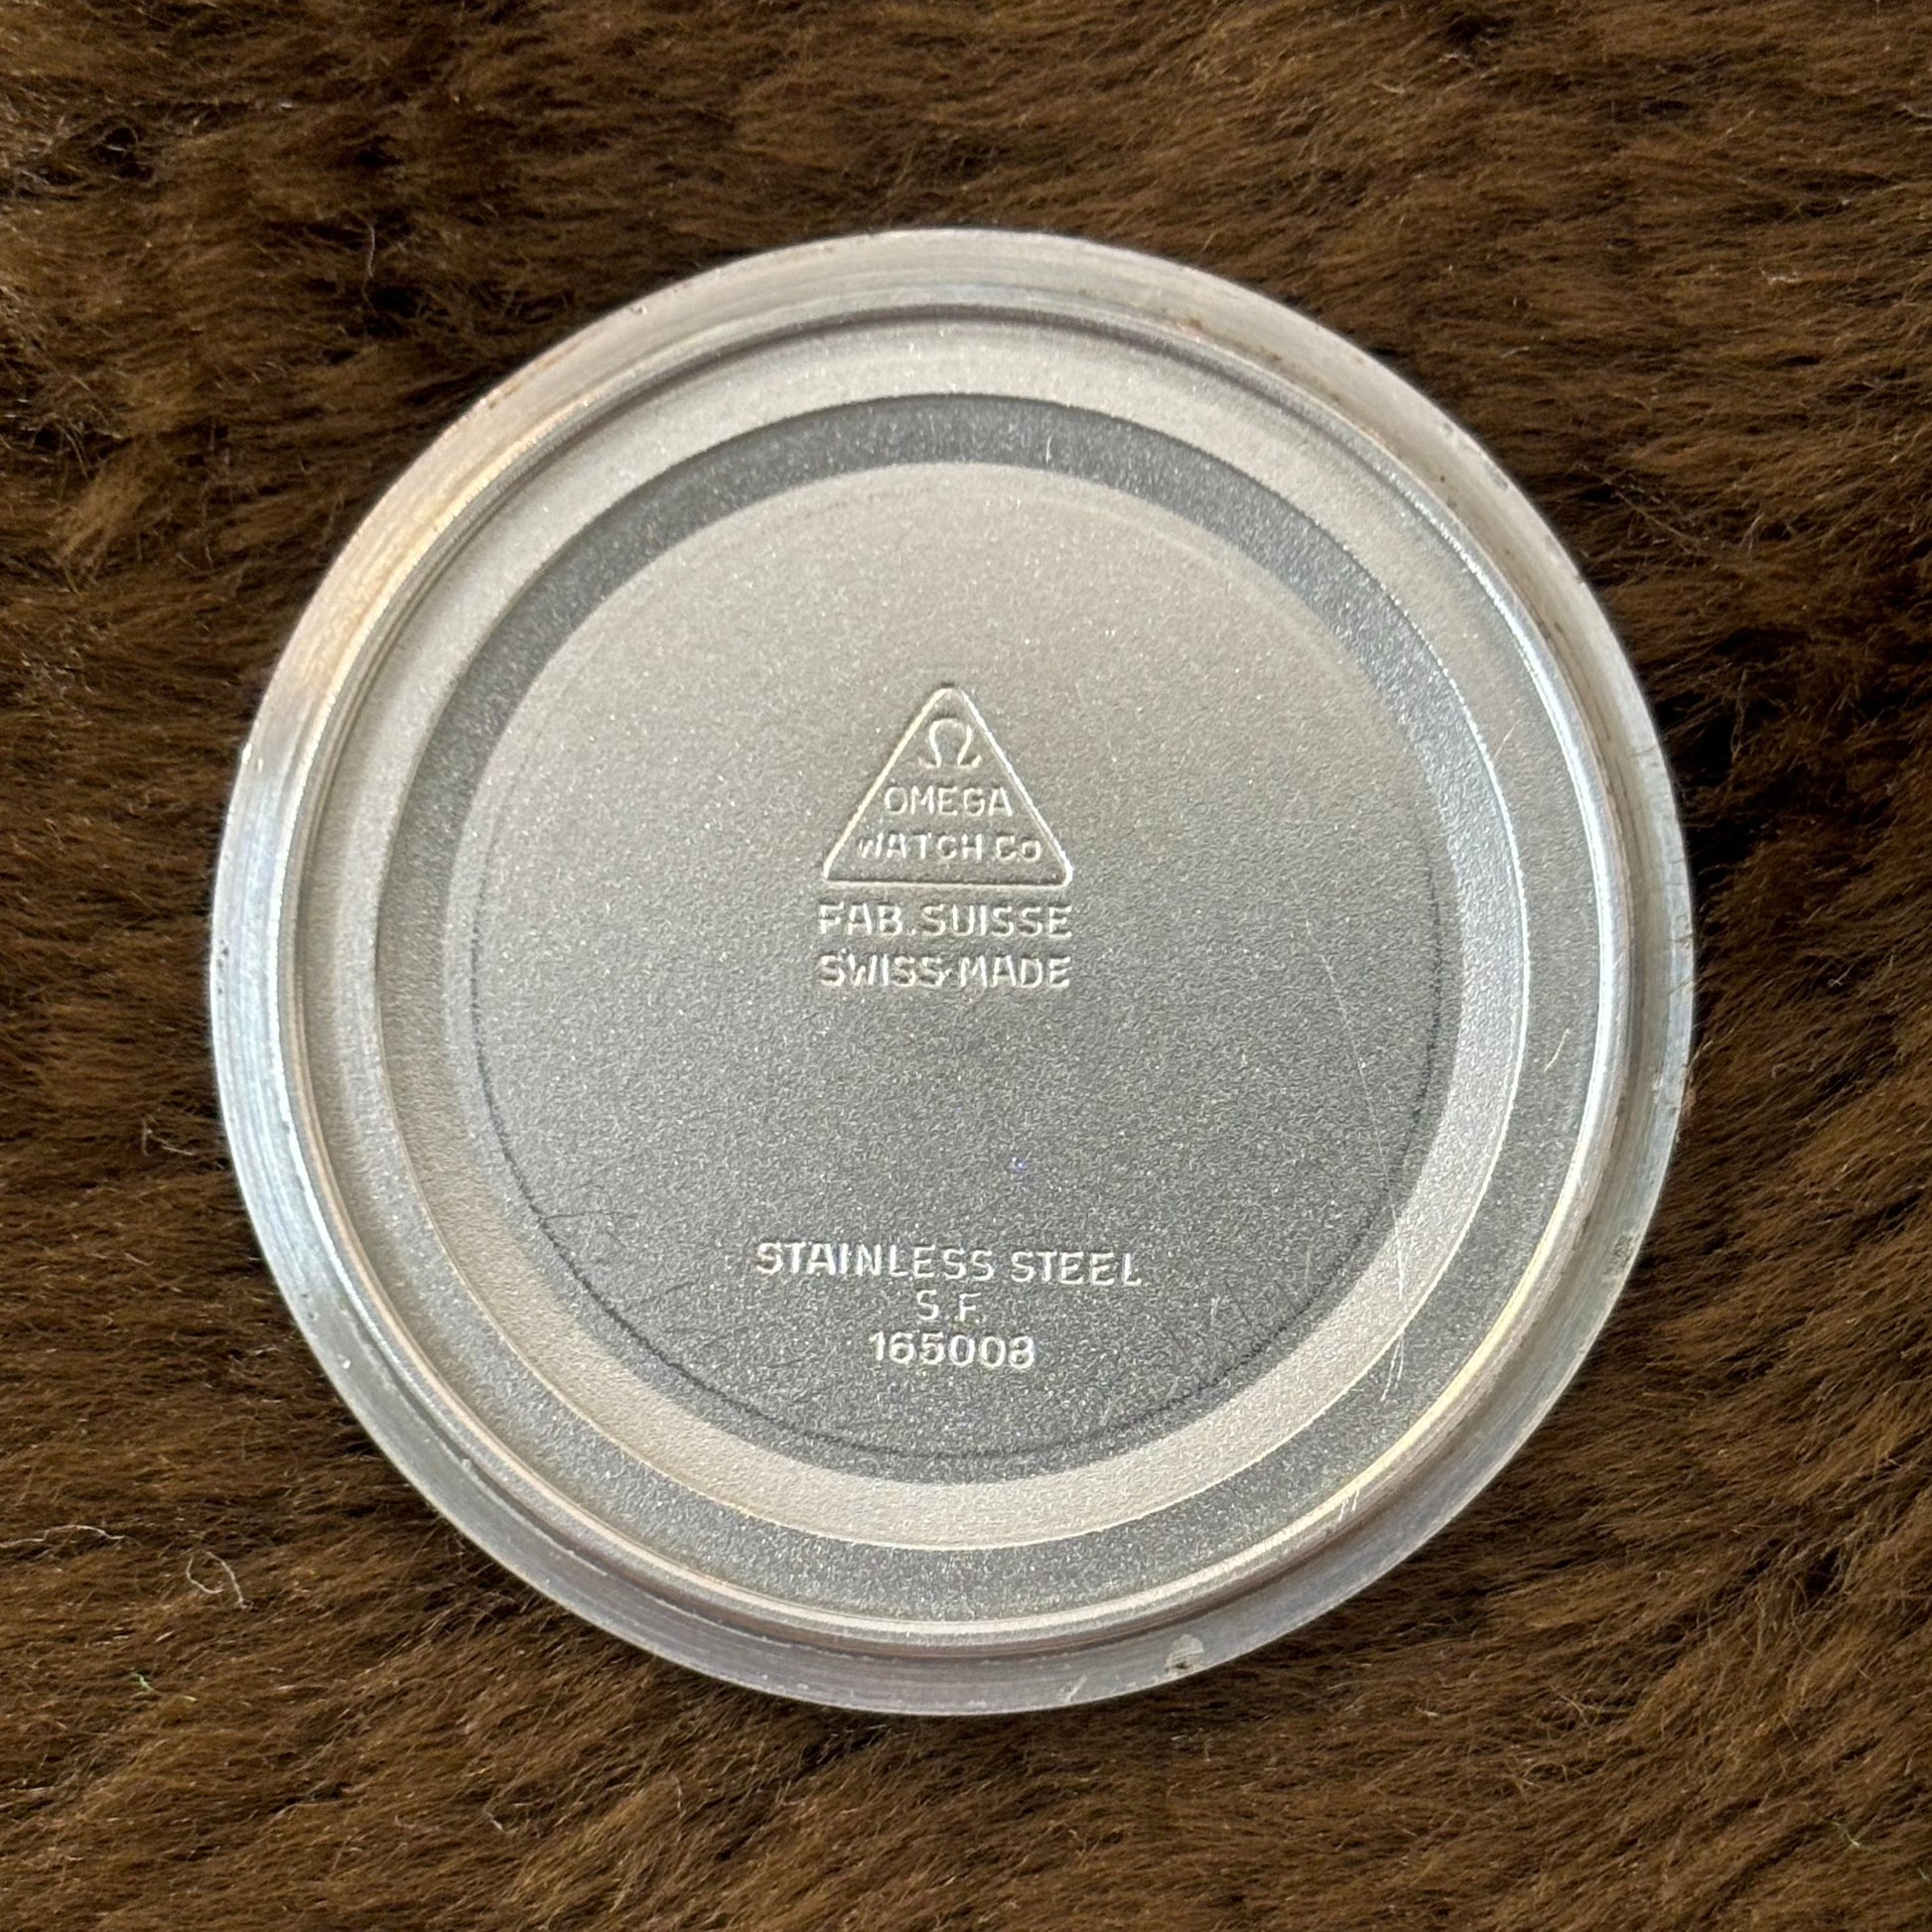 Ω
OMEGA
WATCH Co
FAB.SUISSE
SWISS MADE
STAINLESS STEEL
S.F.
165008